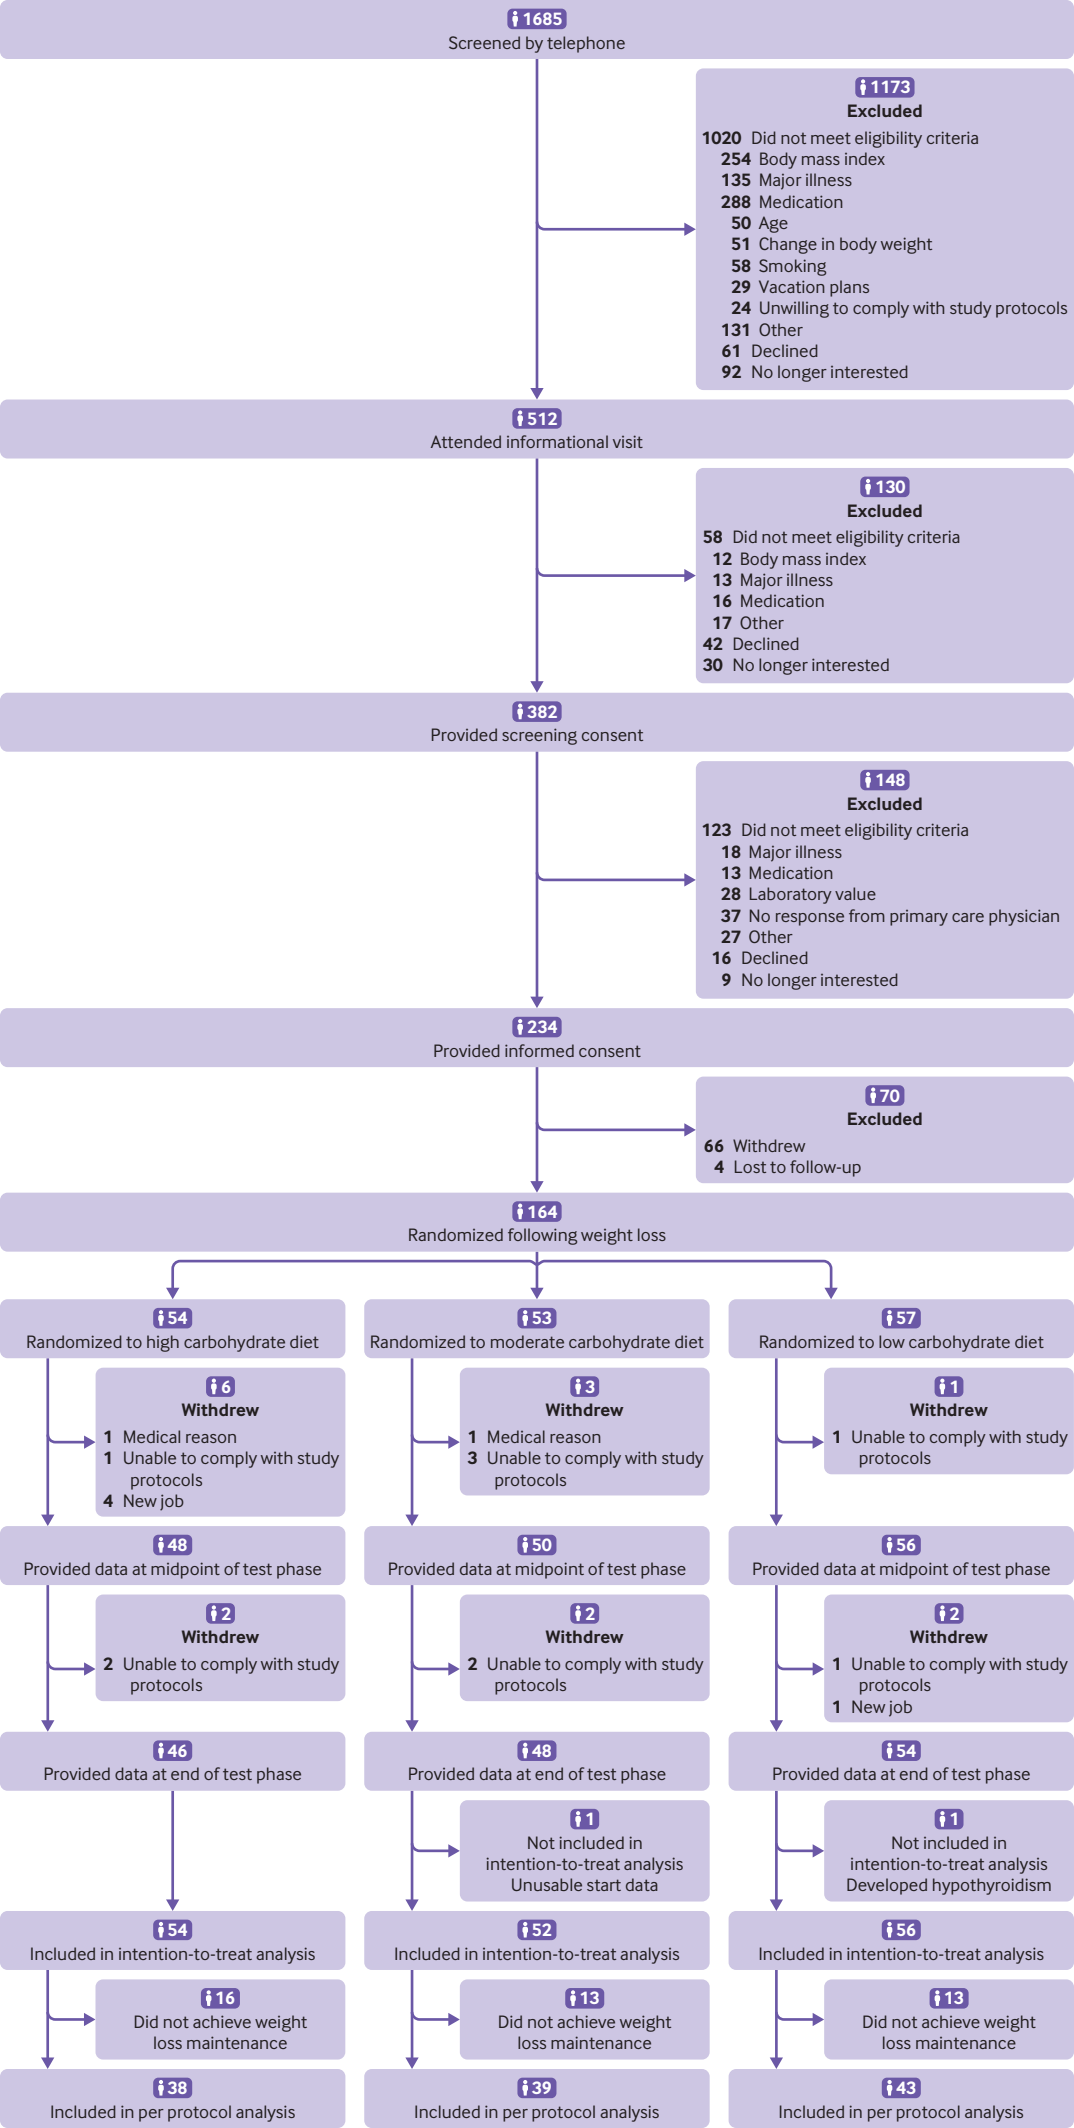 1685
Screened by telephone
1173
Excluded
1020 Did not meet eligibility criteria
254 Body mass index
135 Major illness
288 Medication
50 Age
51 Change in body weight
58 Smoking
29 Vacation plans
24 Unwilling to comply with study protocols
131 Other
61 Declined
92 No longer interested
512
Attended informational visit
130
Excluded
58 Did not meet eligibility criteria
12 Body mass index
13 Major illness
16 Medication
17 Other
42 Declined
30 No longer interested
382
Provided screening consent
148
Excluded
123 Did not meet eligibility criteria
18 Major illness
13 Medication
28 Laboratory value
37 No response from primary care physician
27 Other
16 Declined
9 No longer interested
234
Provided informed consent
70
Excluded
66 Withdrew
4 Lost to follow-up
164
Randomized following weight loss
54
Randomized to high carbohydrate diet
53
Randomized to moderate carbohydrate diet
57
Randomized to low carbohydrate diet
6
Withdrew
1 Medical reason
1 Unable to comply with study
protocols
4 New job
3
Withdrew
1 Medical reason
3 Unable to comply with study
protocols
1
Withdrew
1 Unable to comply with study
protocols
48
Provided data at midpoint of test phase
50
Provided data at midpoint of test phase
56
Provided data at midpoint of test phase
2
Withdrew
2 Unable to comply with study
protocols
2
Withdrew
2 Unable to comply with study
protocols
2
Withdrew
1 Unable to comply with study
protocols
1 New job
46
Provided data at end of test phase
48
Provided data at end of test phase
54
Provided data at end of test phase
1
Not included in
intention-to-treat analysis
Unusable start data
1
Not included in
intention-to-treat analysis
Developed hypothyroidism
54
Included in intention-to-treat analysis
52
Included in intention-to-treat analysis
56
Included in intention-to-treat analysis
16
Did not achieve weight
loss maintenance
13
Did not achieve weight
loss maintenance
13
Did not achieve weight
loss maintenance
38
Included in per protocol analysis
39
Included in per protocol analysis
43
Included in per protocol analysis